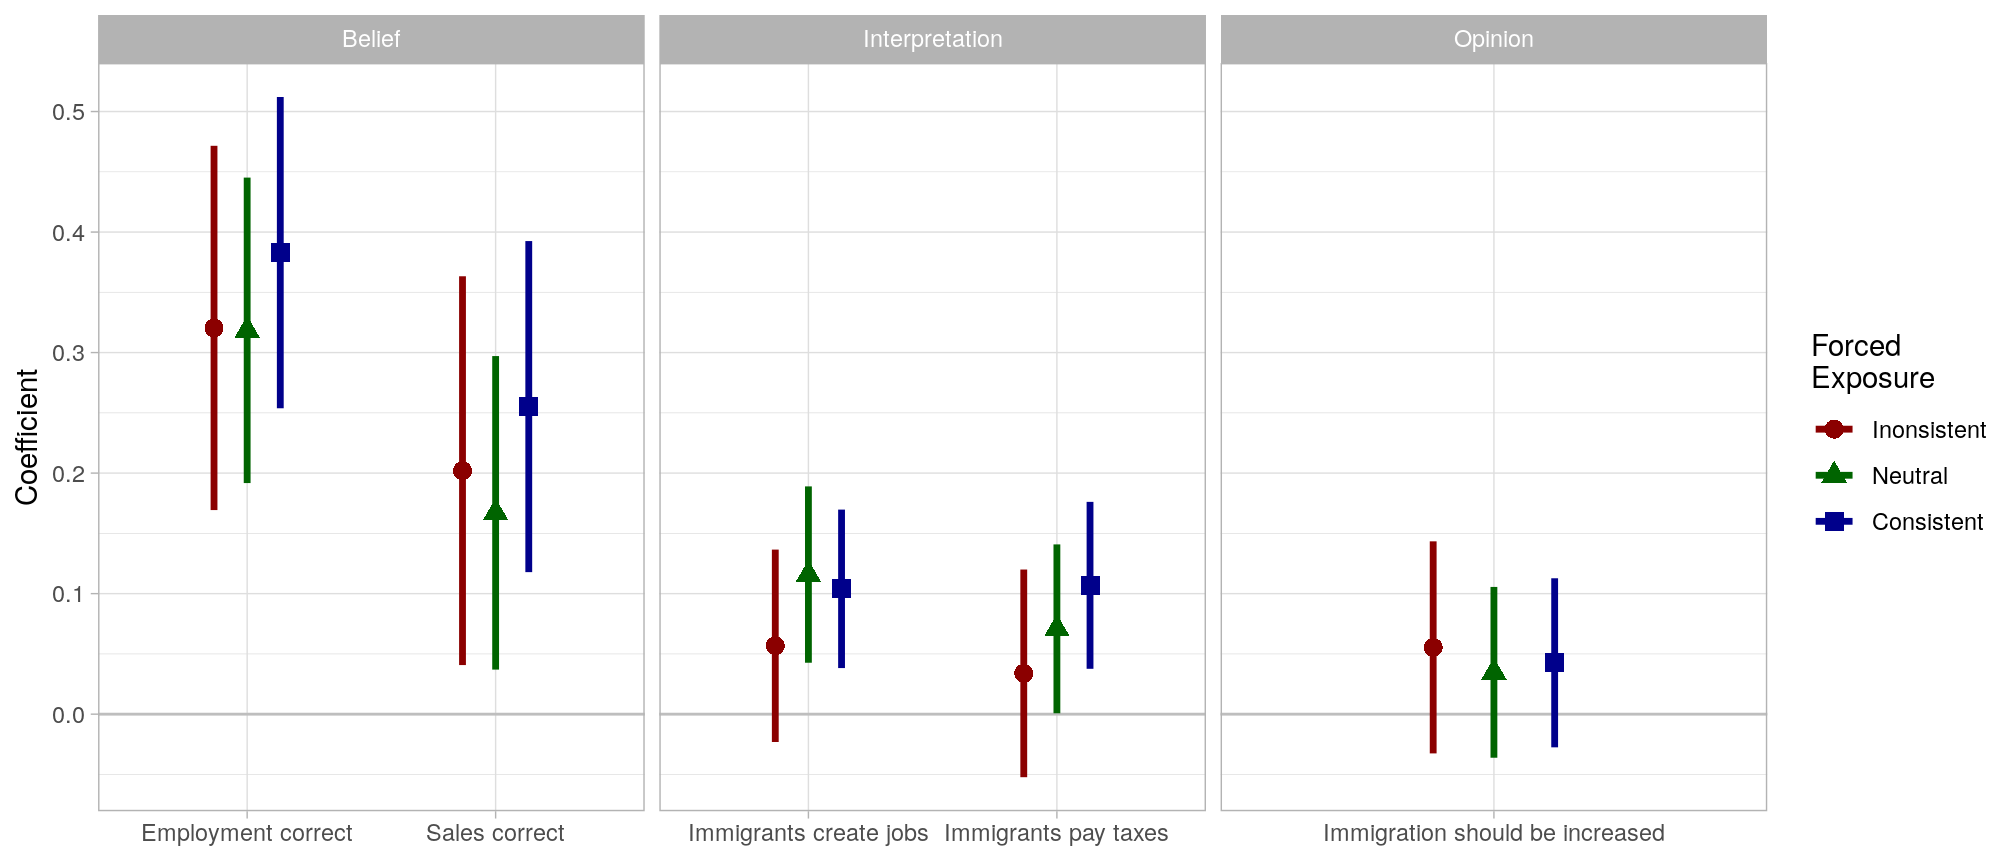 Belief
Interpretation
Opinion
Coefficient
0.5
0.4
0.3
0.2
0.1
0.0
Employment correct
Sales correct
Immigrants create jobs
Immigrants pay taxes
Immigration should be increased
Forced
Exposure
Inonsistent
Neutral
Consistent